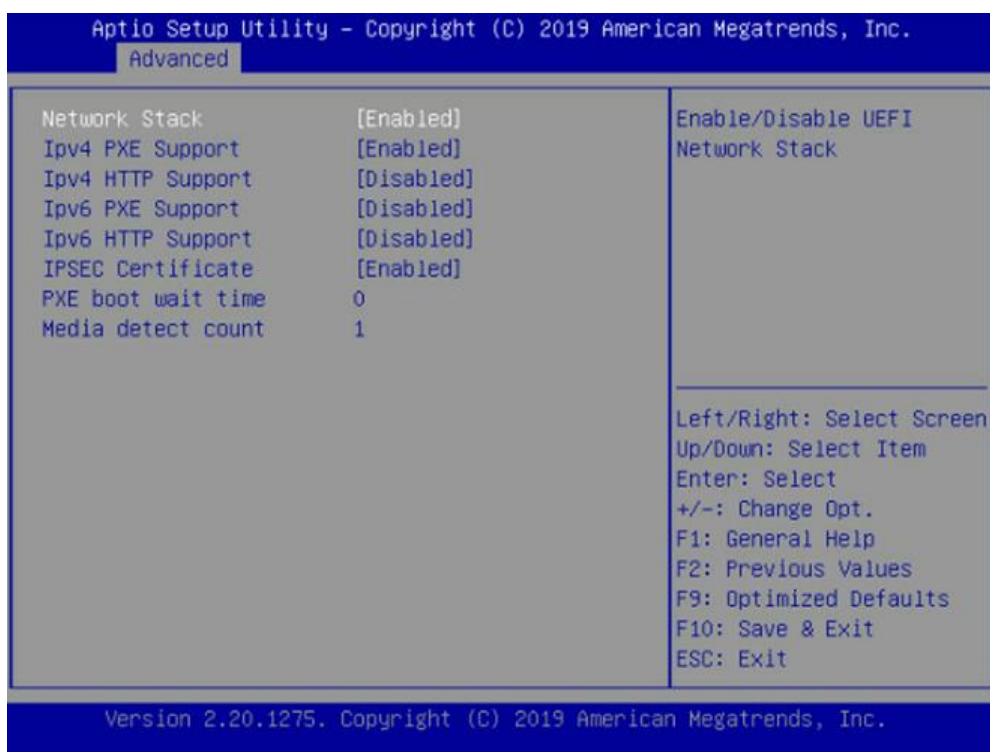 Aptio Setup Utility – Copyright (C) 2019 American Megatrends, Inc.
Advanced
Network Stack [Enabled]
Ipv4 PXE Support [Enabled]
Ipv4 HTTP Support [Disabled]
Ipv6 PXE Support [Disabled]
Ipv6 HTTP Support [Disabled]
IPSEC Certificate [Enabled]
PXE boot wait time 0
Media detect count 1
Enable/Disable UEFI
Network Stack
Left/Right: Select Screen
Up/Down: Select Item
Enter: Select
+/-: Change Opt.
F1: General Help
F2: Previous Values
F9: Optimized Defaults
F10: Save & Exit
ESC: Exit
Version 2.20.1275. Copyright (C) 2019 American Megatrends, Inc.